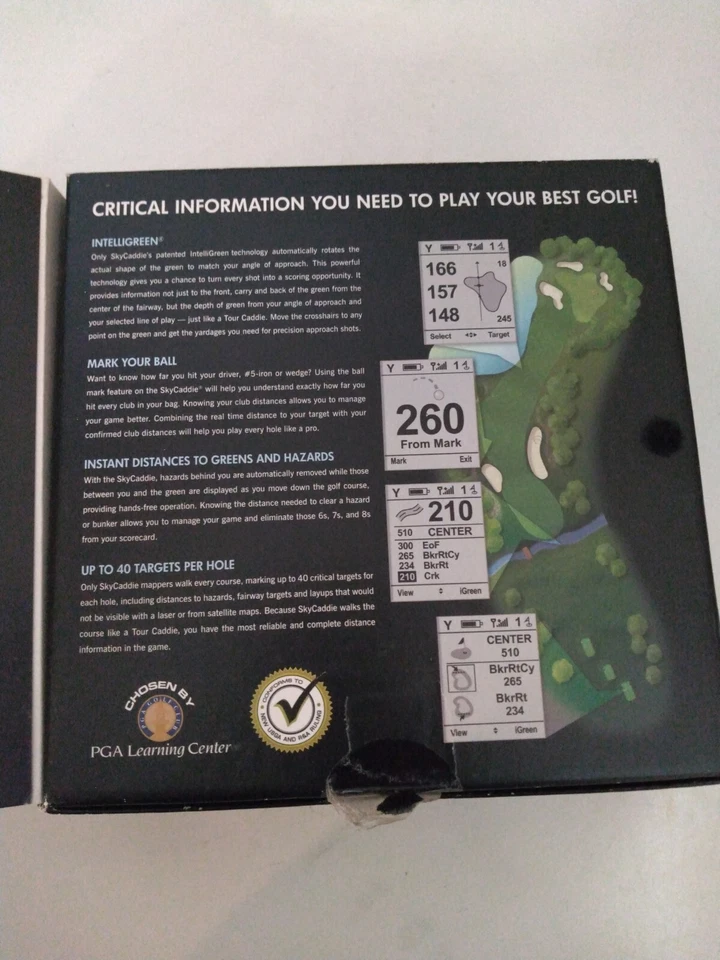 CRITICAL INFORMATION YOU NEED TO PLAY YOUR BEST GOLF!
INTELLIGREEN®
Only SkyCaddie's patented IntelliGreen technology automatically rotates the
actual shape of the green to match your angle of approach. This powerful
technology gives you a chance to turn every shot into a scoring opportunity. It
provides information not just to the front, carry and back of the green from the
center of the fairway, but the depth of green from your angle of approach and
your selected line of play — just like a Tour Caddie. Move the crosshairs to any
point on the green and get the yardages you need for precision approach shots.
MARK YOUR BALL
Want to know how far you hit your driver, #5-iron or wedge? Using the ball
mark feature on the SkyCaddie® will help you understand exactly how far you
hit every club in your bag. Knowing your club distances allows you to manage
your game better. Combining the real time distance to your target with your
confirmed club distances will help you play every hole like a pro.
INSTANT DISTANCES TO GREENS AND HAZARDS
With the SkyCaddie, hazards behind you are automatically removed while those
between you and the green are displayed as you move down the golf course,
providing hands-free operation. Knowing the distance needed to clear a hazard
or bunker allows you to manage your game and eliminate those 6s, 7s, and 8s
from your scorecard.
UP TO 40 TARGETS PER HOLE
Only SkyCaddie mappers walk every course, marking up to 40 critical targets for
each hole, including distances to hazards, fairway targets and layups that would
not be visible with a laser or from satellite maps. Because SkyCaddie walks the
course like a Tour Caddie, you have the most reliable and complete distance
information in the game.
CHOSEN BY
PGA Learning Center
CONFORMS TO
NEW USGA AND R&A RULING
Y 1
166 18
157
148 245
Select Target
Y 1
260
From Mark
Mark Exit
Y 1
210
510 CENTER
300 EoF
265 BkrRtCy
234 BkrRt
210 Crk
View iGreen
Y 1
CENTER
510
BkrRtCy
265
BkrRt
234
View iGreen